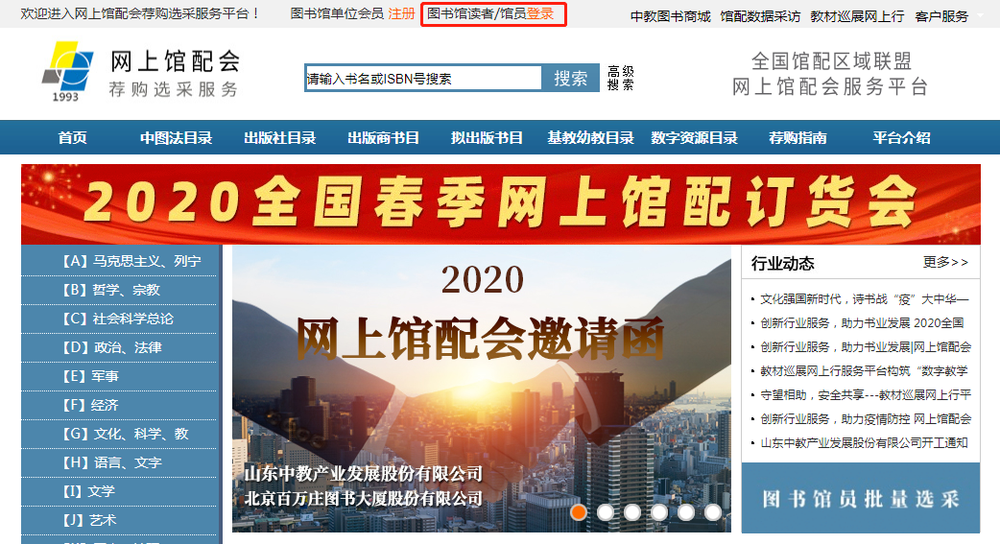 欢迎进入网上馆配会荐购选采服务平台！ 图书馆单位会员 注册 图书馆读者/馆员登录 中教图书商城 馆配数据采访 教材巡展网上行 客户服务
网上馆配会
荐购选采服务
1993
请输入书名或ISBN号搜索 搜索 高级搜索
全国馆配区域联盟
网上馆配会服务平台
首页 中图法目录 出版社目录 出版商书目 拟出版书目 基教幼教目录 数字资源目录 荐购指南 平台介绍
2020全国春季网上馆配订货会
【A】马克思主义、列宁
【B】哲学、宗教
【C】社会科学总论
【D】政治、法律
【E】军事
【F】经济
【G】文化、科学、教
【H】语言、文字
【I】文学
【J】艺术
2020
网上馆配会邀请函
山东中教产业发展股份有限公司
北京百万庄图书大厦股份有限公司
行业动态 更多>>
文化强国新时代，诗书战“疫”大中华—
创新行业服务，助力书业发展 2020全国
创新行业服务，助力书业发展|网上馆配会
教材巡展网上行服务平台构筑“数字教学
守望相助，安全共享---教材巡展网上行平
创新行业服务，助力疫情防控 网上馆配会
山东中教产业发展股份有限公司开工通知
图书馆员批量选采